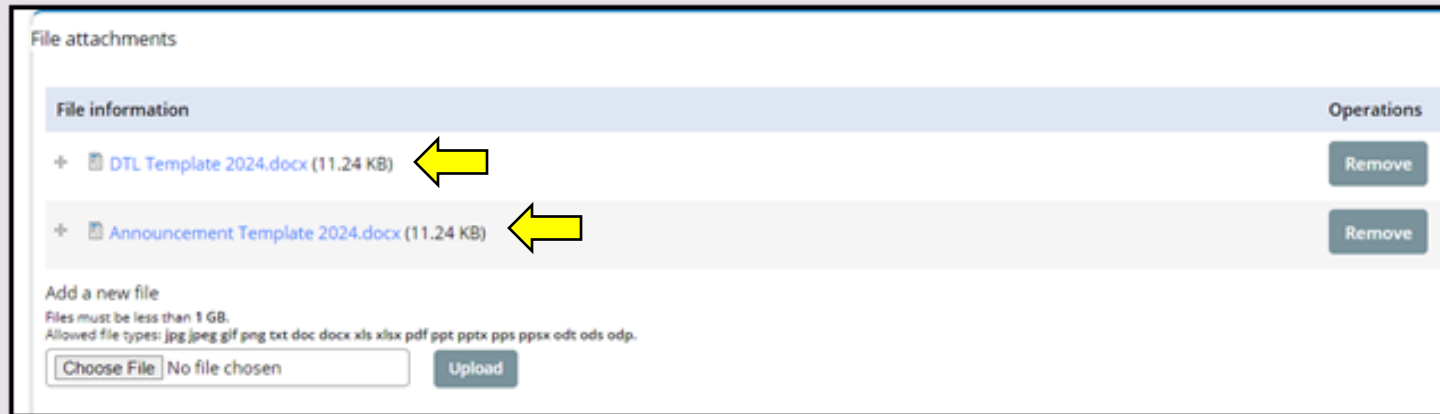 File attachments
File information Operations
DTL Template 2024.docx (11.24 KB) Remove
Announcement Template 2024.docx (11.24 KB) Remove
Add a new file
Files must be less than 1 GB.
Allowed file types: jpg jpeg gif png txt doc docx xls xlsx pdf ppt pptx pps ppsx odt ods odp.
Choose File No file chosen Upload